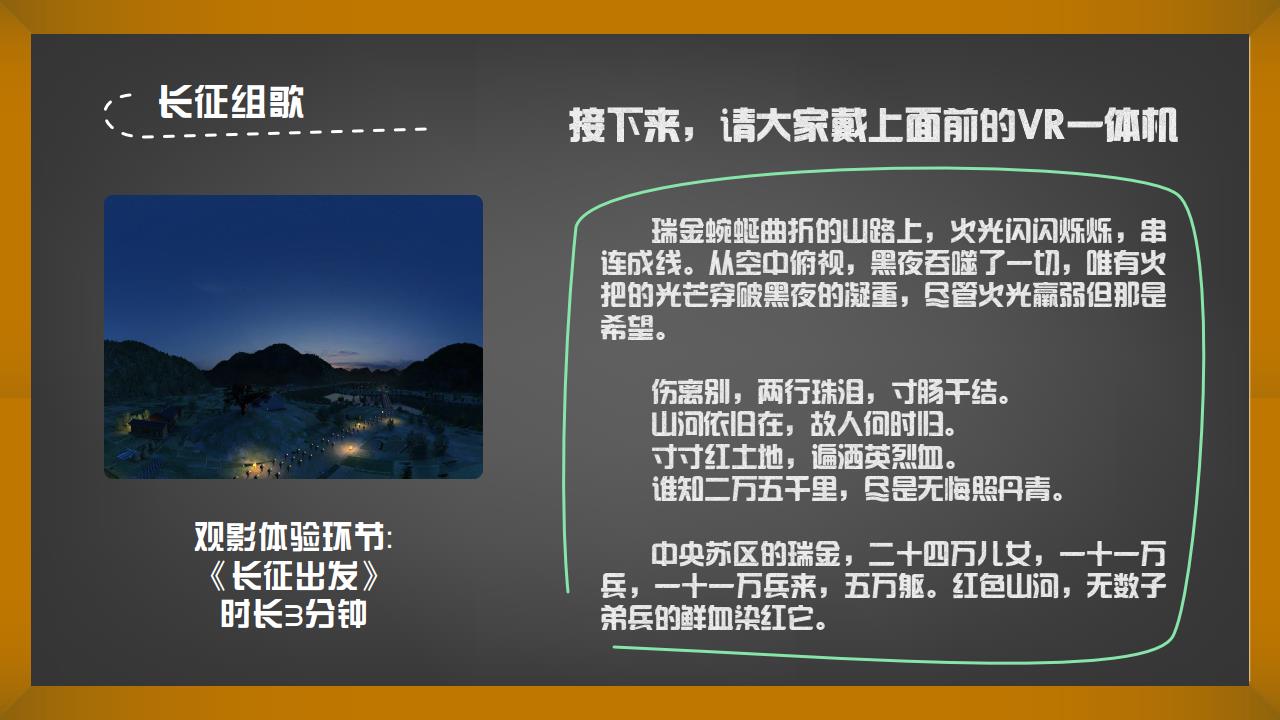 长征组歌
接下来，请大家戴上面前的VR一体机
瑞金蜿蜒曲折的山路上，火光闪闪烁烁，串
连成线。从空中俯视，黑夜吞噬了一切，唯有火
把的光芒穿破黑夜的凝重，尽管火光羸弱但那是
希望。
伤离别，两行珠泪，寸肠千结。
山河依旧在，故人何时归。
寸寸红土地，遍洒英烈血。
谁知二万五千里，尽是无悔照丹青。
中央苏区的瑞金，二十四万儿女，一十一万
兵，一十一万兵来，五万躯。红色山河，无数子
弟兵的鲜血染红它。
观影体验环节:
《长征出发》
时长3分钟